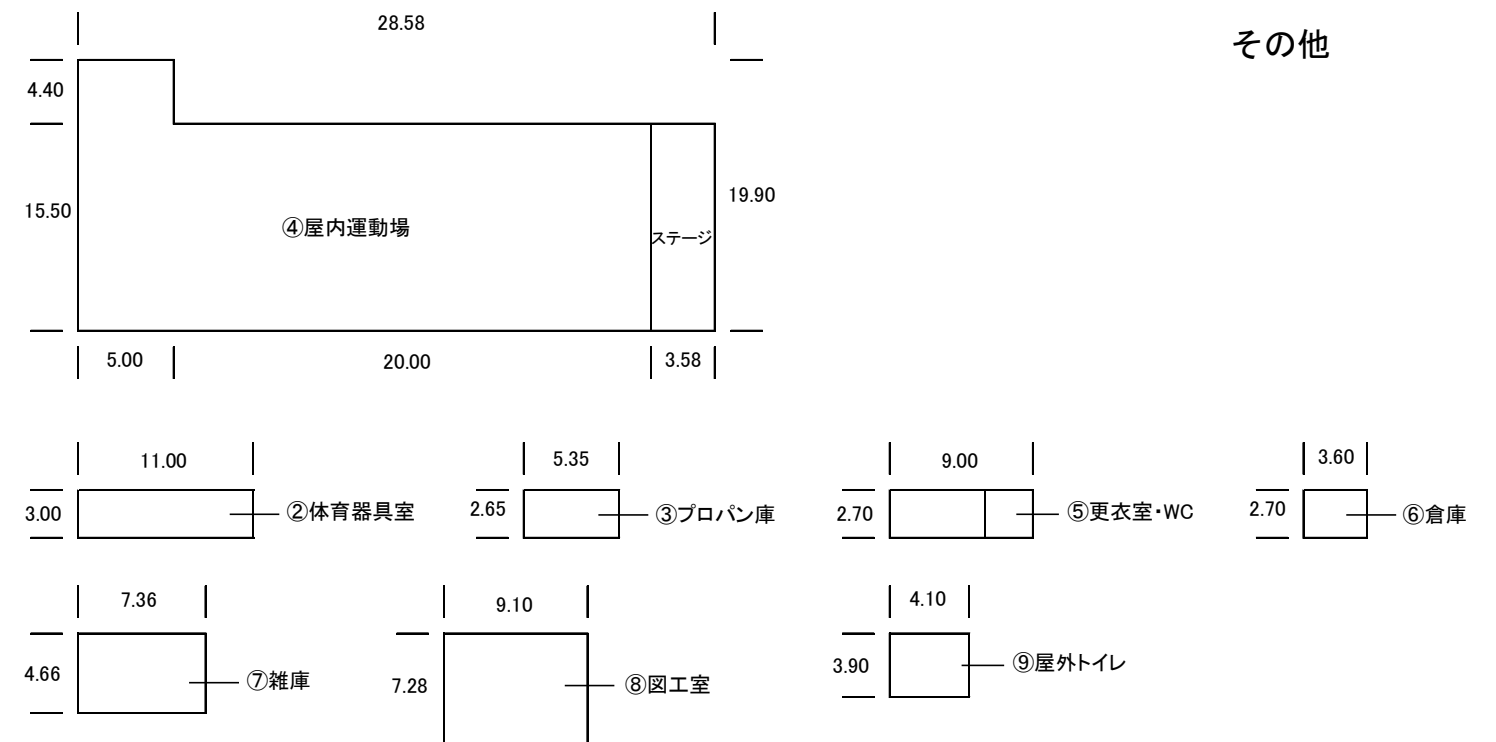 28.58
その他
4.40
15.50
④屋内運動場
ステージ
19.90
5.00
20.00
3.58
11.00
5.35
9.00
3.60
3.00
②体育器具室
2.65
③プロパン庫
2.70
⑤更衣室・WC
2.70
⑥倉庫
7.36
9.10
4.10
4.66
⑦雑庫
7.28
⑧図工室
3.90
⑨屋外トイレ